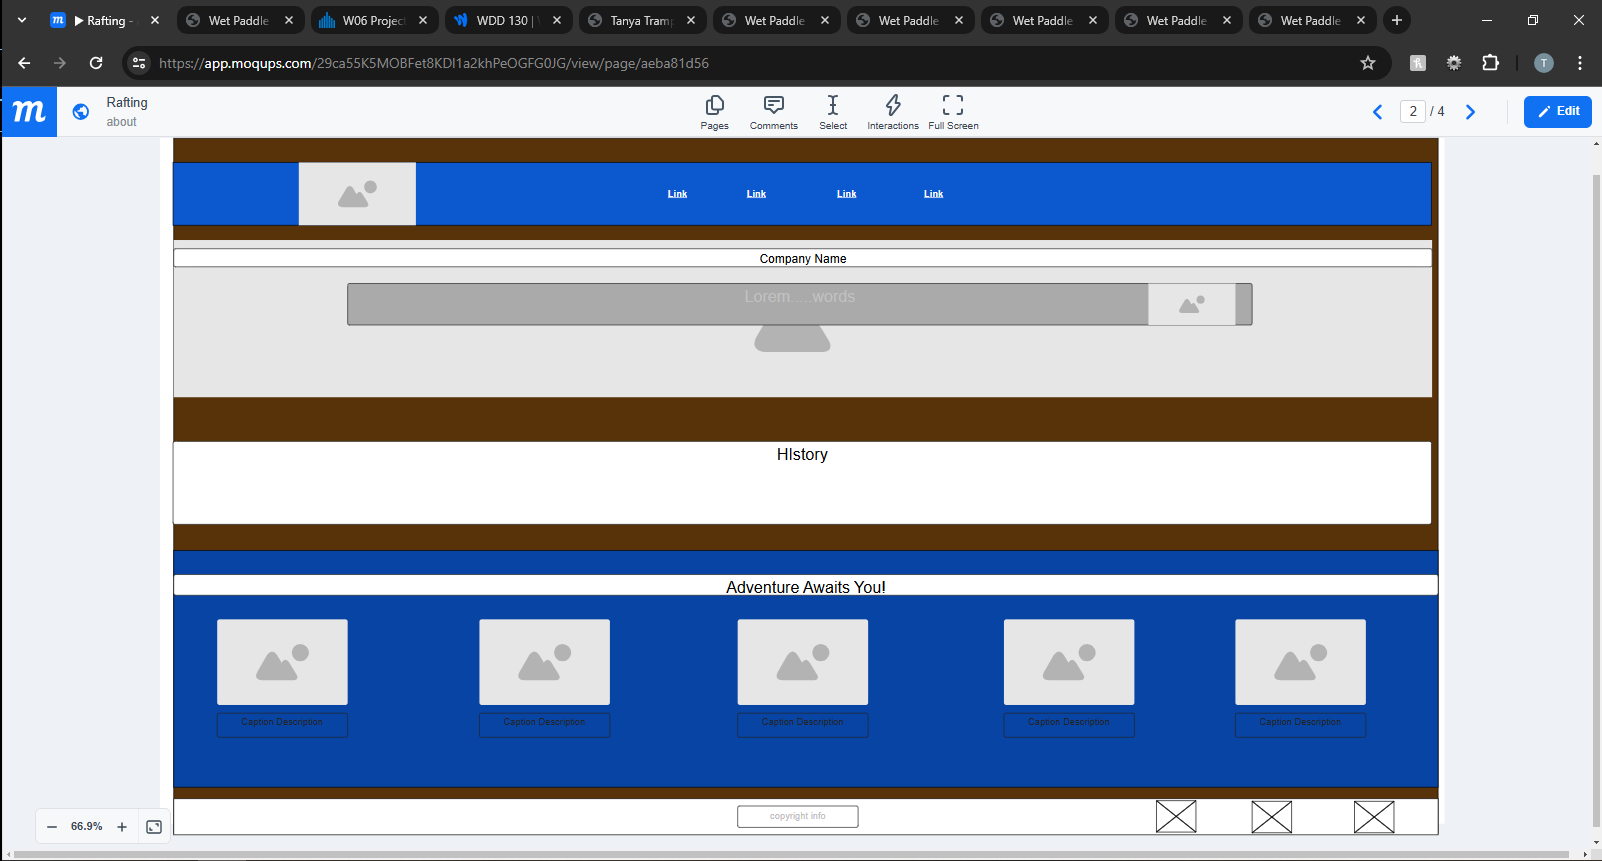 Rafting -
Wet Paddle
W06 Project
WDD 130 |
Tanya Tramp
Wet Paddle
Wet Paddle
Wet Paddle
Wet Paddle
Wet Paddle
https://app.moqups.com/29ca55K5MOBFet8KDI1a2khPeOGFG0JG/view/page/aeba81d56
T
m
Rafting
about
Pages
Comments
Select
Interactions
Full Screen
2 / 4
Edit
Link Link Link Link
Company Name
Lorem.....words
HIstory
Adventure Awaits You!
Caption Description Caption Description Caption Description Caption Description Caption Description
copyright info
66.9%